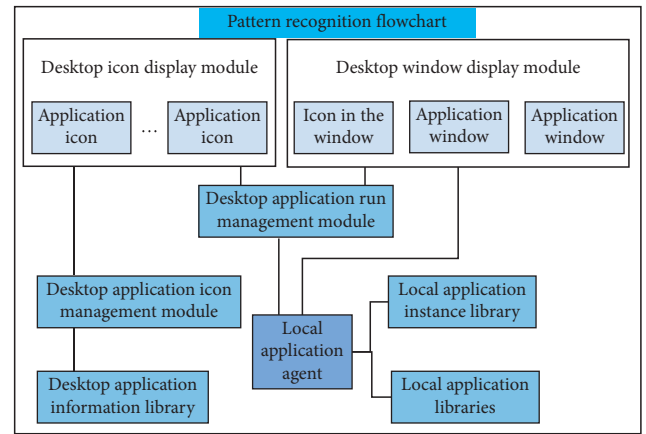 Pattern recognition flowchart
Desktop icon display module
Desktop window display module
Application
icon
...
Application
icon
Icon in the
window
Application
window
Application
window
Desktop application run
management module
Desktop application icon
management module
Local application
instance library
Local
application
agent
Desktop application
information library
Local application
libraries